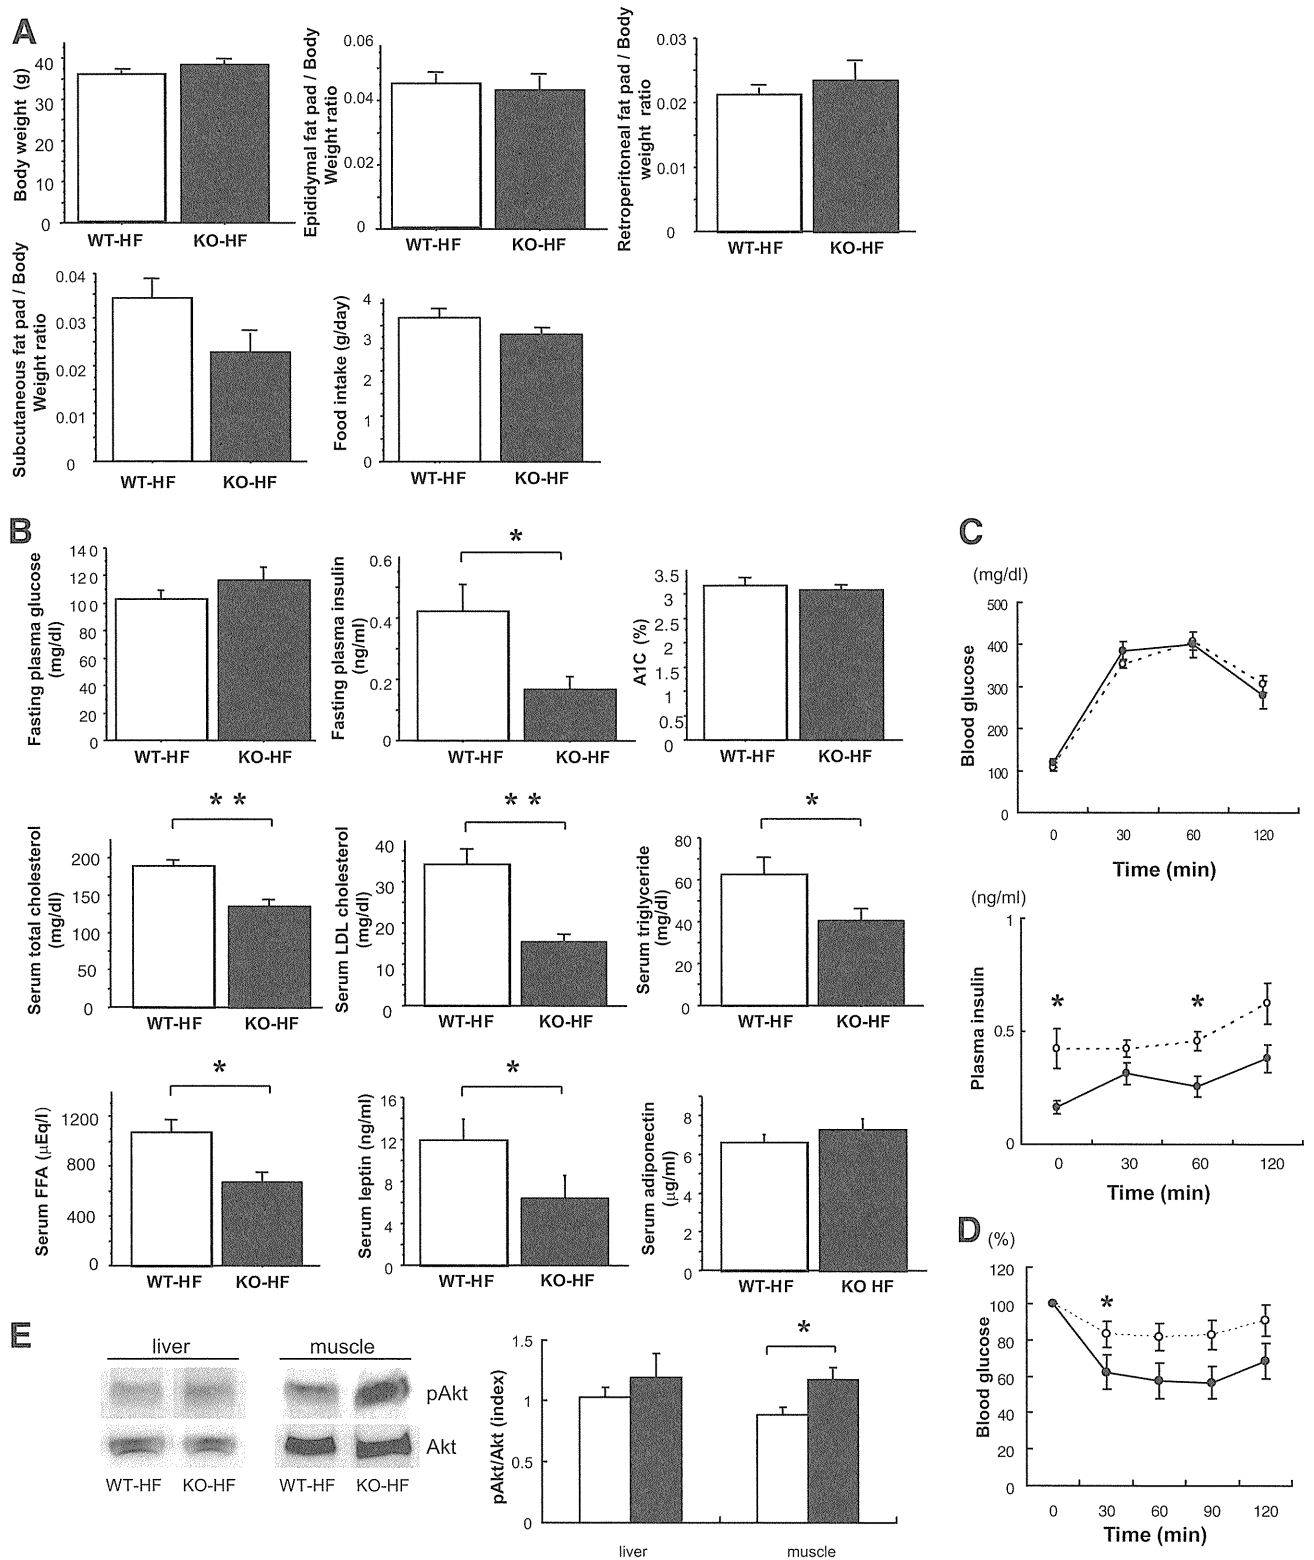 A
Body weight (g)
40
30
20
10
0
WT-HF KO-HF
Epididymal fat pad / Body
Weight ratio
0.06
0.04
0.02
0
WT-HF KO-HF
Retroperitoneal fat pad / Body
weight ratio
0.03
0.02
0.01
0
WT-HF KO-HF
Subcutaneous fat pad / Body
Weight ratio
0.04
0.03
0.02
0.01
0
WT-HF KO-HF
Food intake (g/day)
4
3
2
1
0
WT-HF KO-HF
B
Fasting plasma glucose
(mg/dl)
140
120
100
80
60
40
20
0
WT-HF KO-HF
Fasting plasma insulin
(ng/ml)
0.6
0.4
0.2
0
*
WT-HF KO-HF
A1C (%)
3.5
3
2.5
2
1.5
1
0.5
0
WT-HF KO-HF
Serum total cholesterol
(mg/dl)
200
150
100
50
0
* *
WT-HF KO-HF
Serum LDL cholesterol
(mg/dl)
40
30
20
10
0
* *
WT-HF KO-HF
Serum triglyceride
(mg/dl)
80
60
40
20
0
*
WT-HF KO-HF
Serum FFA (µEq/l)
1200
800
400
0
*
WT-HF KO-HF
Serum leptin (ng/ml)
16
12
8
4
0
*
WT-HF KO-HF
Serum adiponectin
(µg/ml)
8
6
4
2
0
WT-HF KO HF
C
(mg/dl)
Blood glucose
500
400
300
200
100
0
0 30 60 120
Time (min)
(ng/ml)
Plasma insulin
1
0.5
0
* *
0 30 60 120
Time (min)
D (%)
Blood glucose
120
100
80
60
40
20
0
*
0 30 60 90 120
Time (min)
E
liver muscle
pAkt
Akt
WT-HF KO-HF WT-HF KO-HF
pAkt/Akt (index)
1.5
1
0.5
0
*
liver muscle